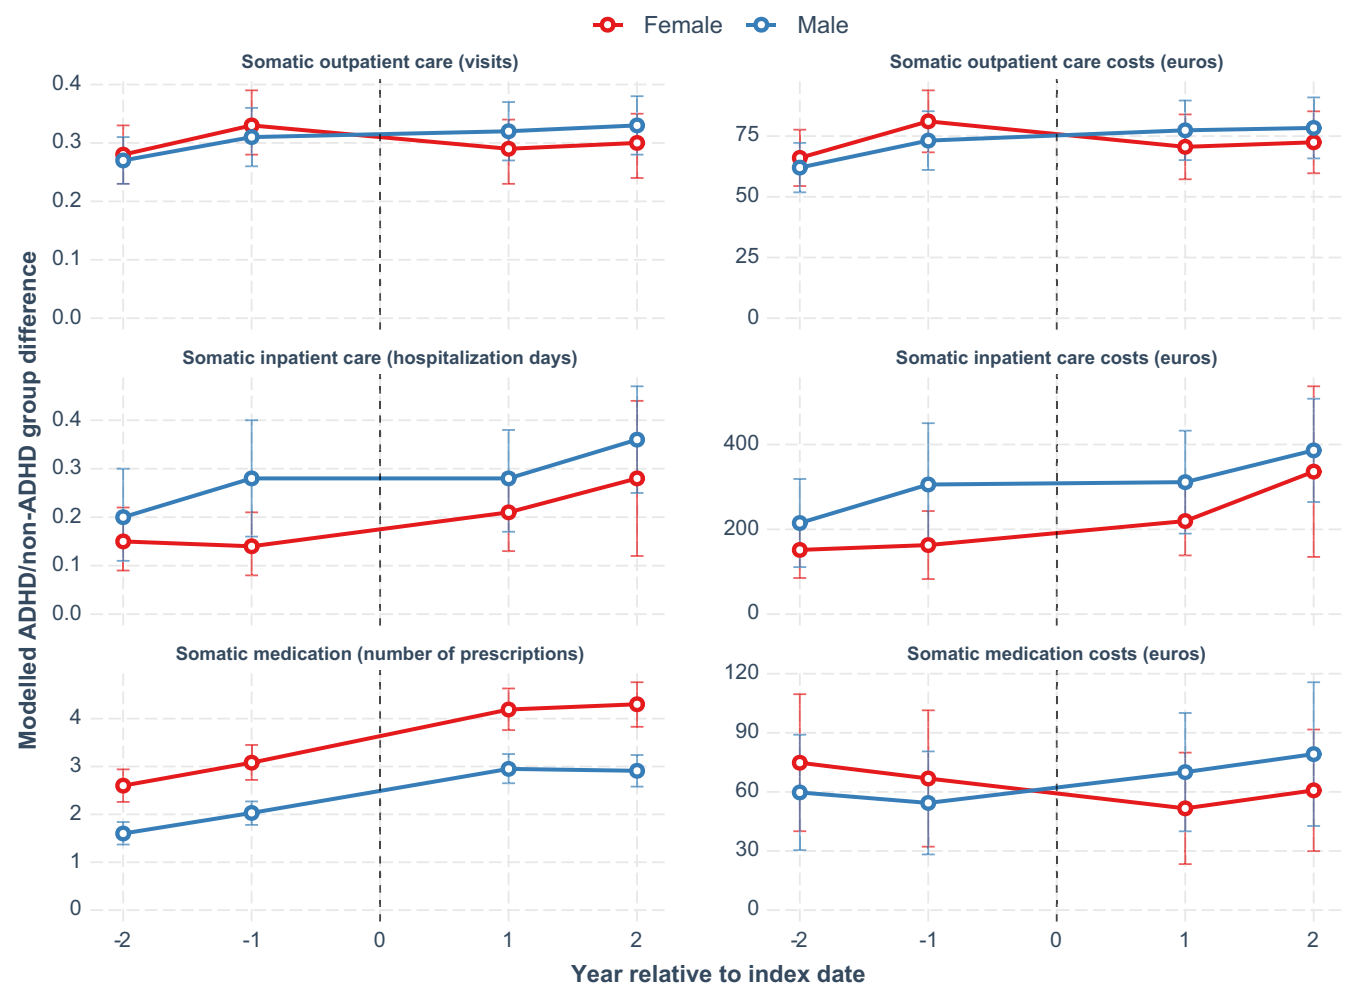 Female Male
Somatic outpatient care (visits)
0.4
0.3
0.2
0.1
0.0
Somatic outpatient care costs (euros)
75
50
25
0
Modelled ADHD/non-ADHD group difference
Somatic inpatient care (hospitalization days)
0.4
0.3
0.2
0.1
0.0
Somatic inpatient care costs (euros)
400
200
0
Somatic medication (number of prescriptions)
4
3
2
1
0
-2 -1 0 1 2
Somatic medication costs (euros)
120
90
60
30
0
-2 -1 0 1 2
Year relative to index date